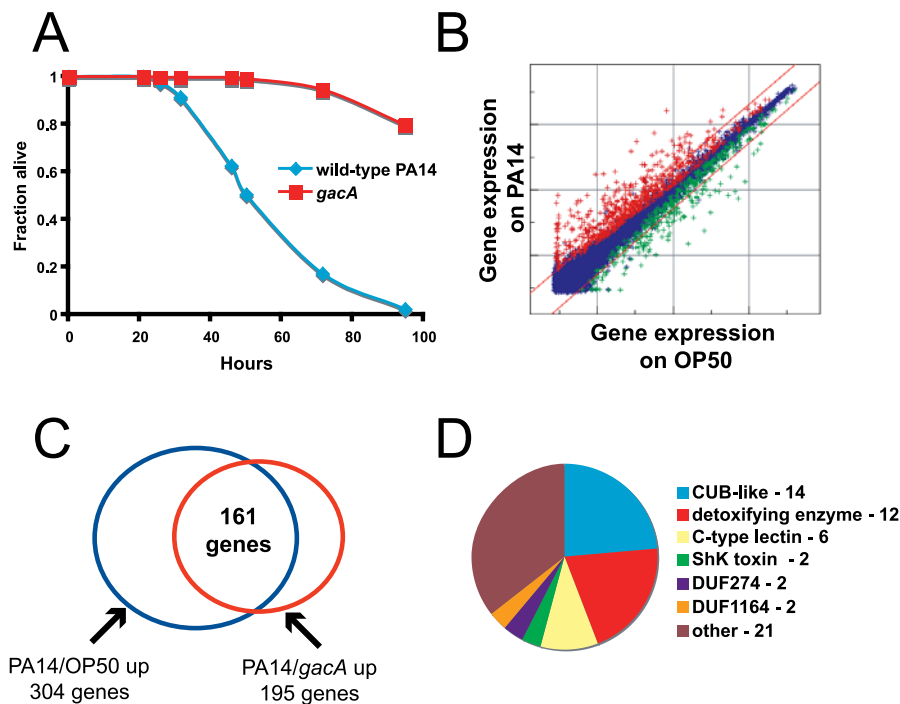 A
1
0.8
0.6
0.4
0.2
0
0
20
40
60
80
100
Fraction alive
Hours
wild-type PA14
gacA
B
Gene expression
on PA14
Gene expression
on OP50
C
161
genes
PA14/OP50 up
304 genes
PA14/gacA up
195 genes
D
CUB-like - 14
detoxifying enzyme - 12
C-type lectin - 6
ShK toxin - 2
DUF274 - 2
DUF1164 - 2
other - 21